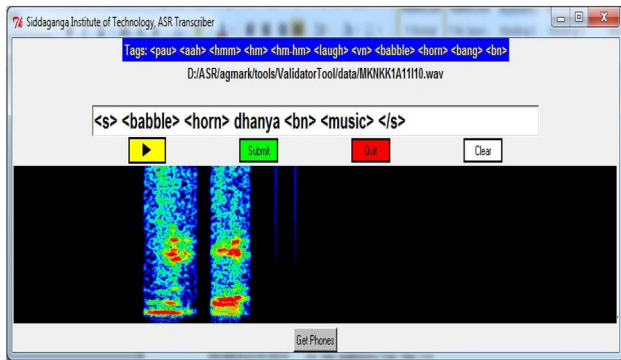 Siddaganga Institute of Technology, ASR Transcriber
Tags: <pau> <aah> <hmm> <hm> <hm-hm> <laugh> <vn> <babble> <horn> <bang> <bn>
D:/ASR/agmark/tools/ValidatorTool/data/MKNKK1A11I10.wav
<s> <babble> <horn> dhanya <bn> <music> </s>
Submit Quit Clear
Get Phones